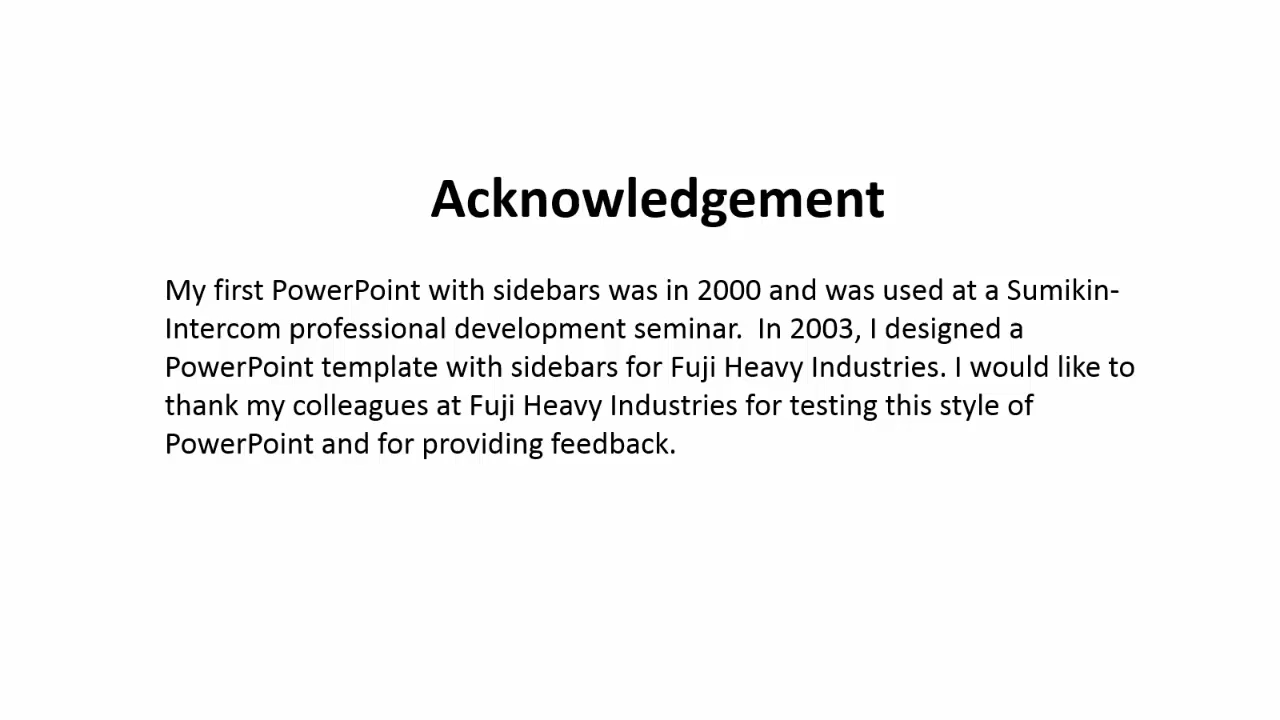 Acknowledgement
My first PowerPoint with sidebars was in 2000 and was used at a Sumikin-
Intercom professional development seminar.  In 2003, I designed a
PowerPoint template with sidebars for Fuji Heavy Industries. I would like to
thank my colleagues at Fuji Heavy Industries for testing this style of
PowerPoint and for providing feedback.